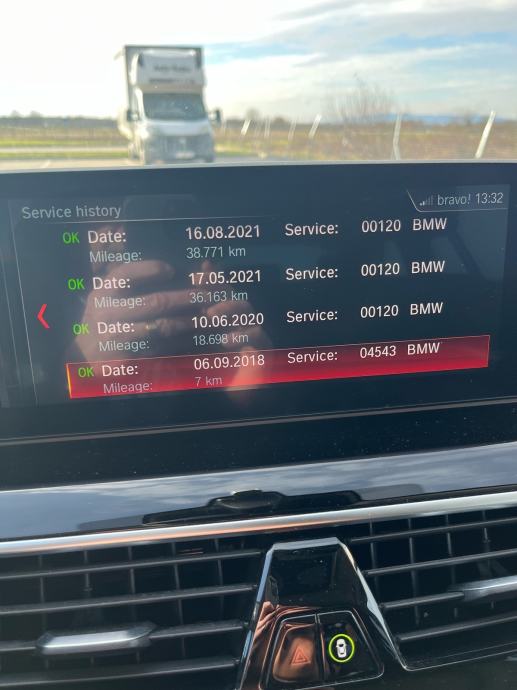 Service history
bravo! 13:32
OK Date: 16.08.2021 Service: 00120 BMW
Mileage: 38.771 km
OK Date: 17.05.2021 Service: 00120 BMW
Mileage: 36.163 km
OK Date: 10.06.2020 Service: 00120 BMW
Mileage: 18.698 km
OK Date: 06.09.2018 Service: 04543 BMW
Mileage: 7 km